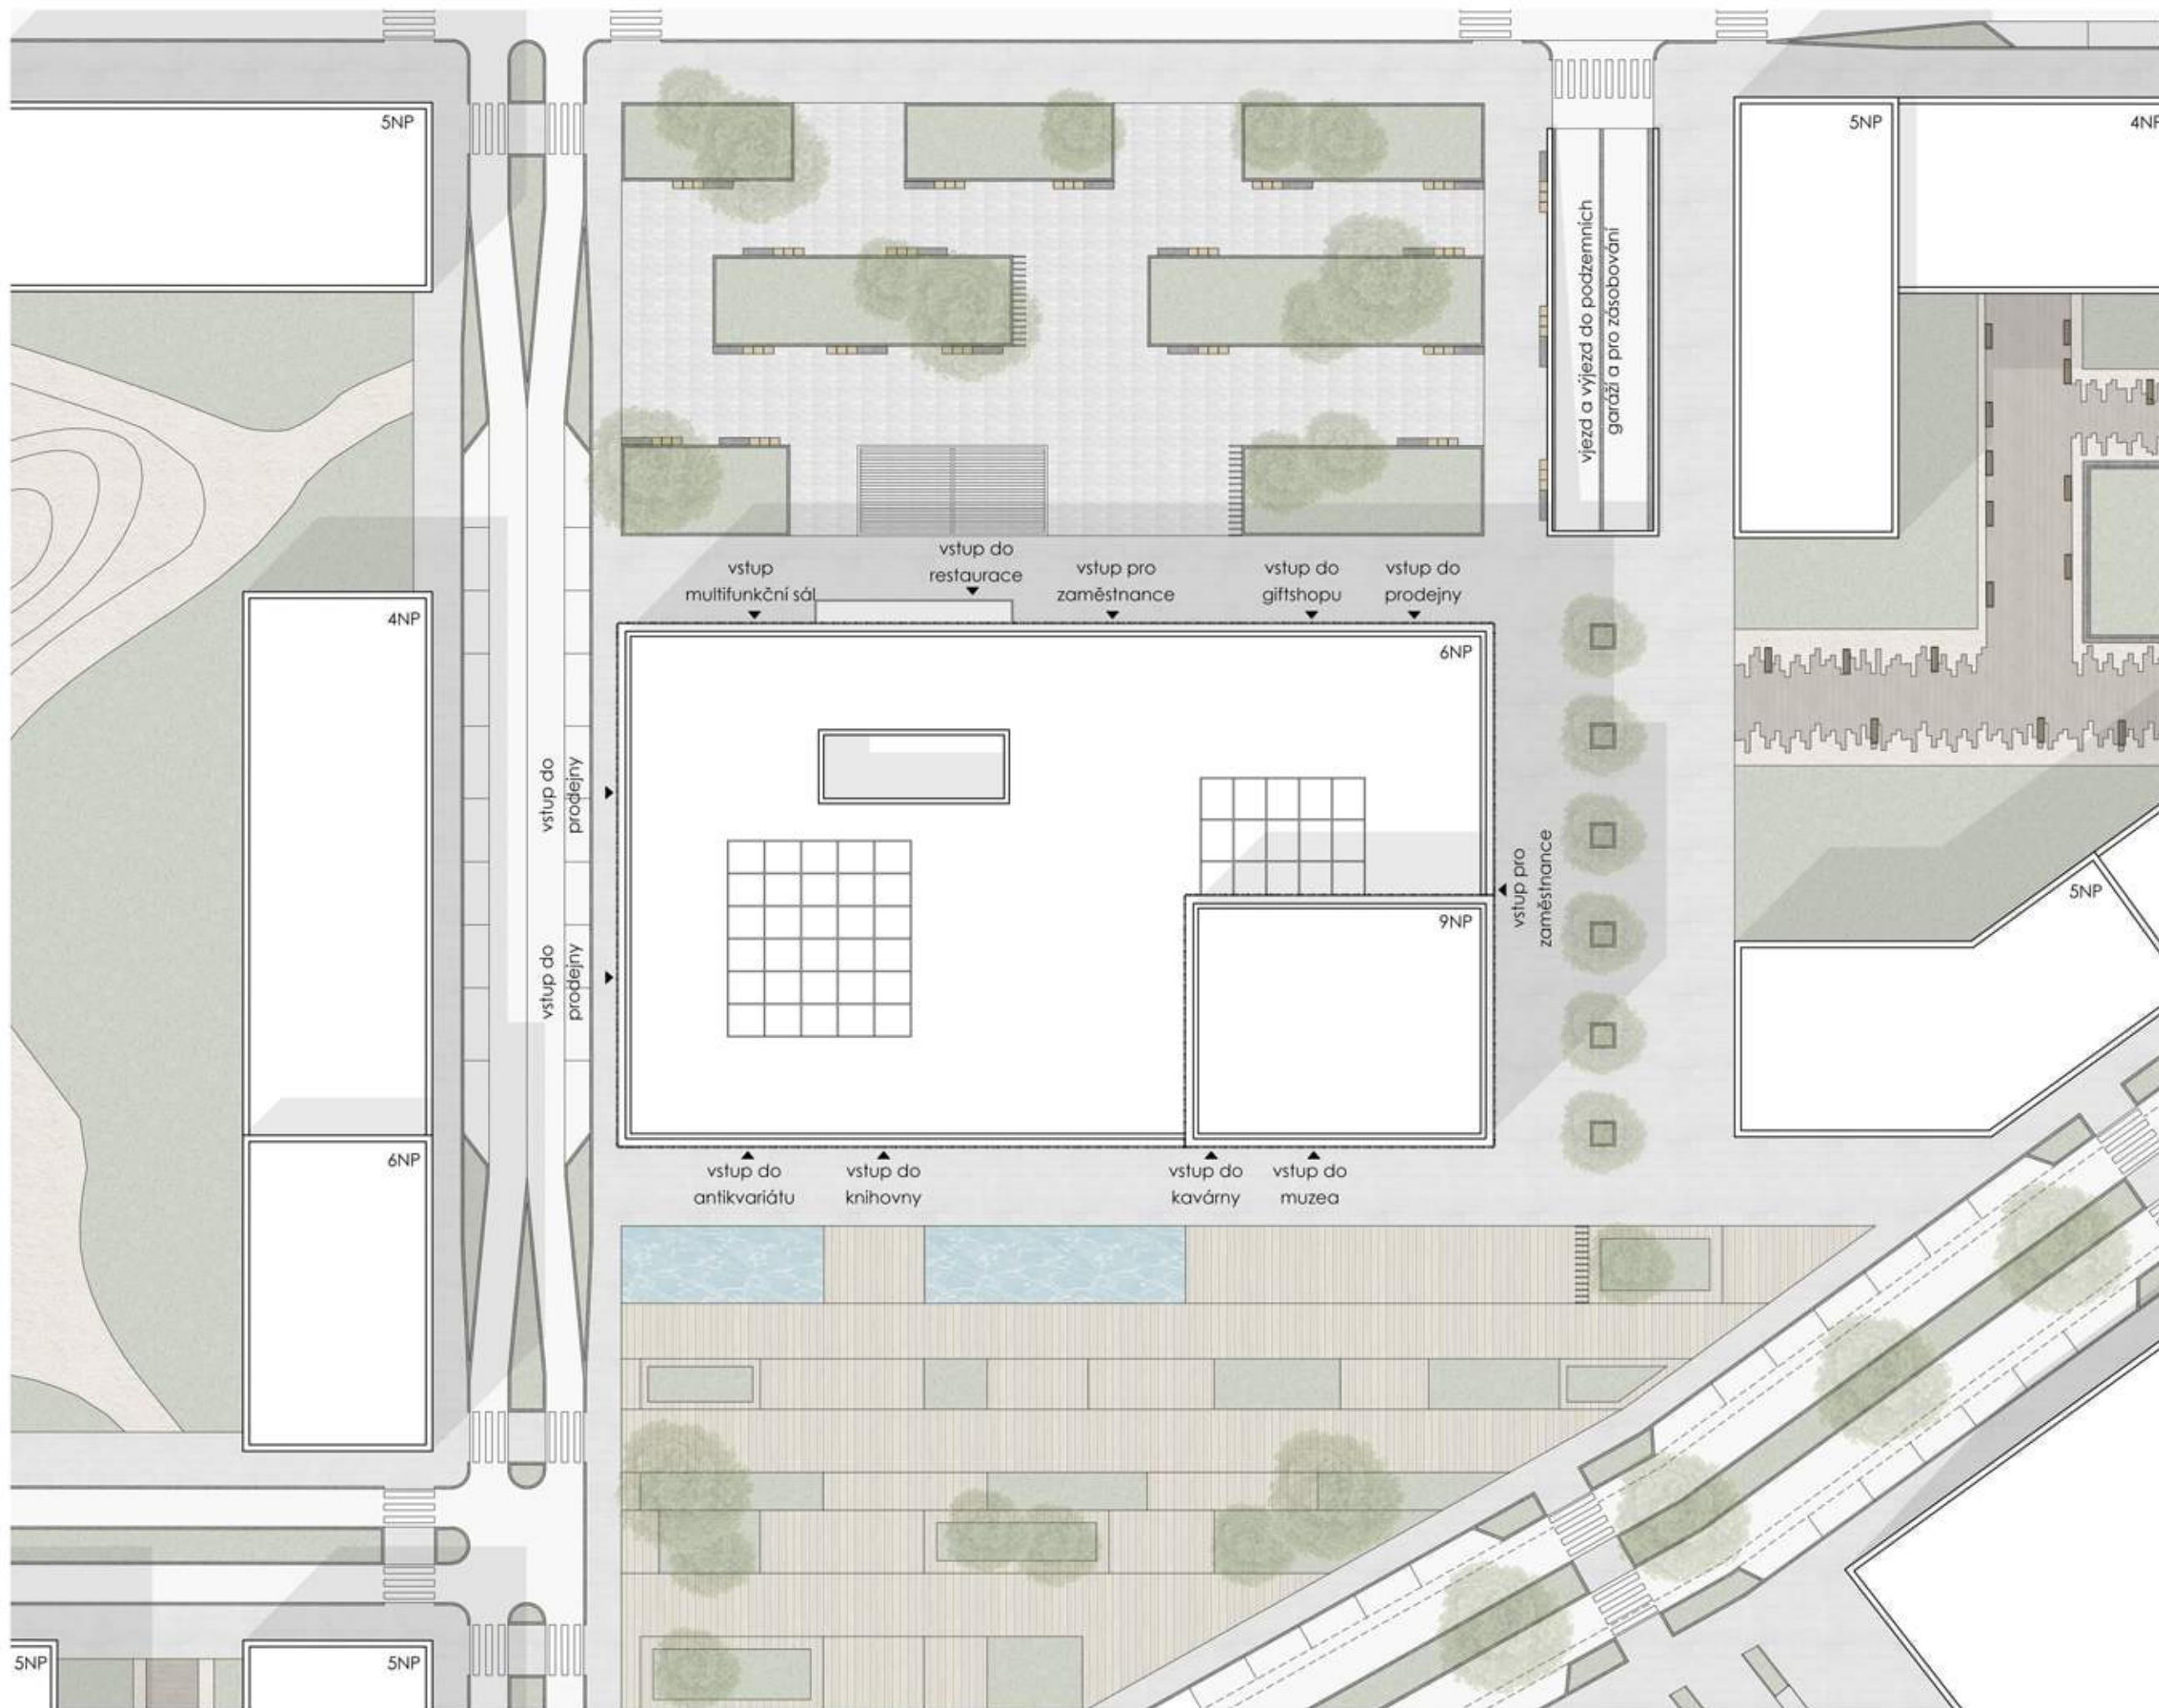 5NP
5NP
4NP
vjezd a výjezd do podzemních
garáží a pro zásobování
vstup
multifunkční sál
vstup do
restaurace
vstup pro
zaměstnance
vstup do
giftshopu
vstup do
prodejny
4NP
6NP
vstup do
prodejny
vstup pro
zaměstnance
5NP
9NP
vstup do
prodejny
6NP
vstup do
antikvariátu
vstup do
knihovny
vstup do
kavárny
vstup do
muzea
5NP
5NP